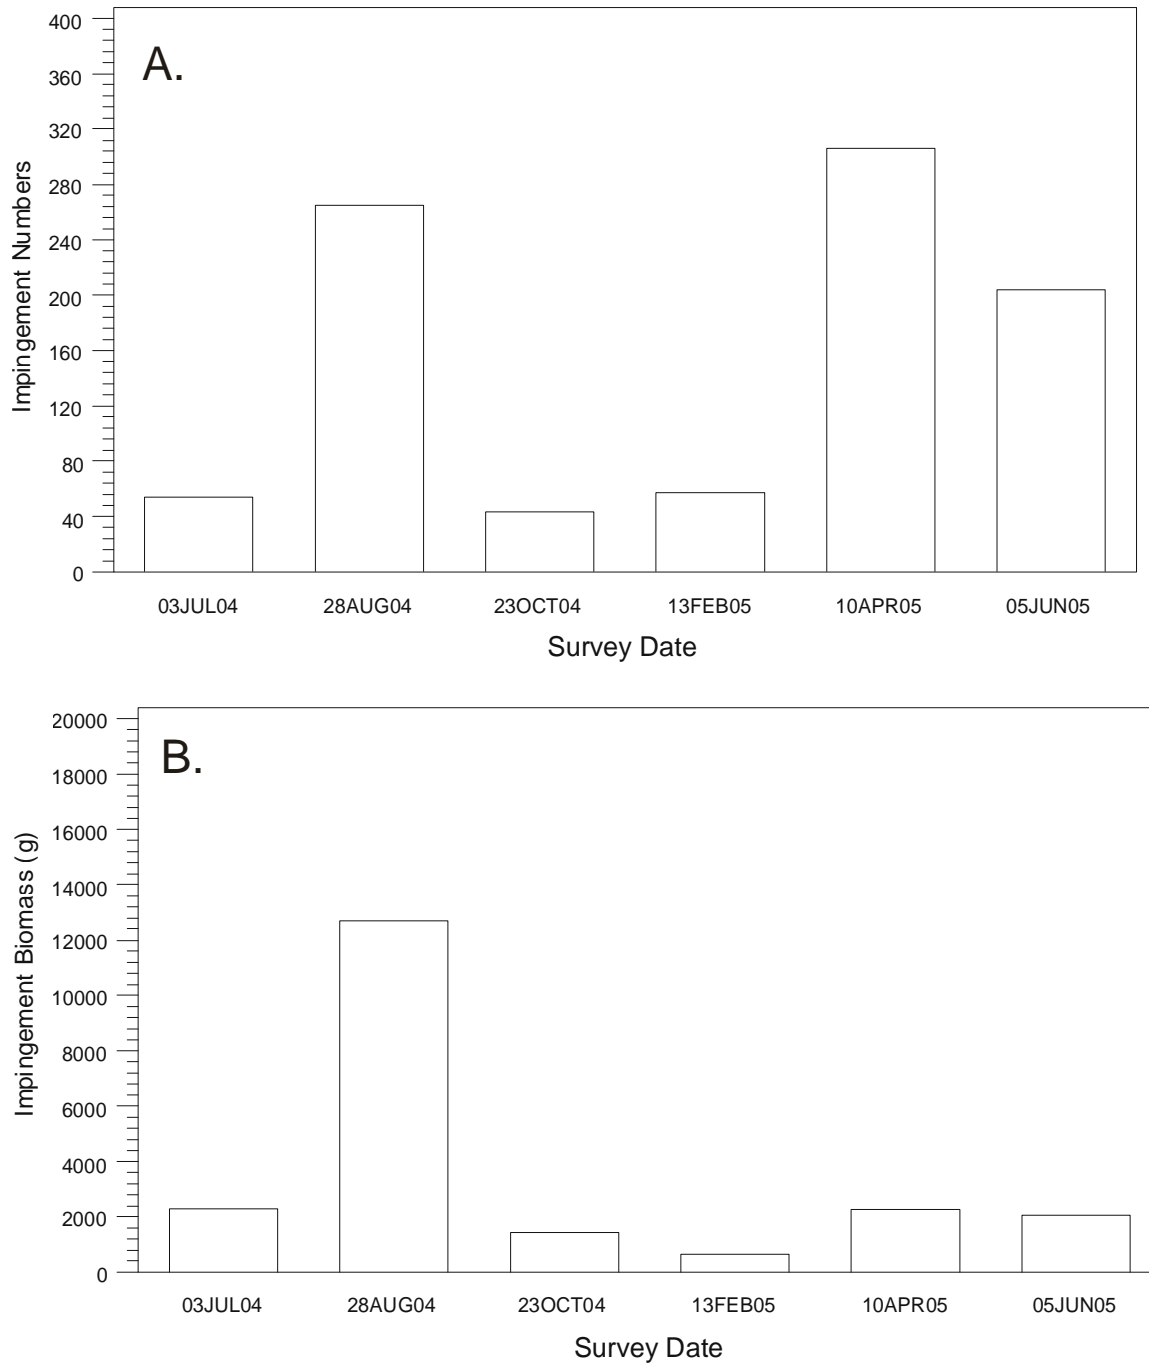 A.
Impingement Numbers
400
360
320
280
240
200
160
120
80
40
0
03JUL04 28AUG04 23OCT04 13FEB05 10APR05 05JUN05
Survey Date
B.
Impingement Biomass (g)
20000
18000
16000
14000
12000
10000
8000
6000
4000
2000
0
03JUL04 28AUG04 23OCT04 13FEB05 10APR05 05JUN05
Survey Date